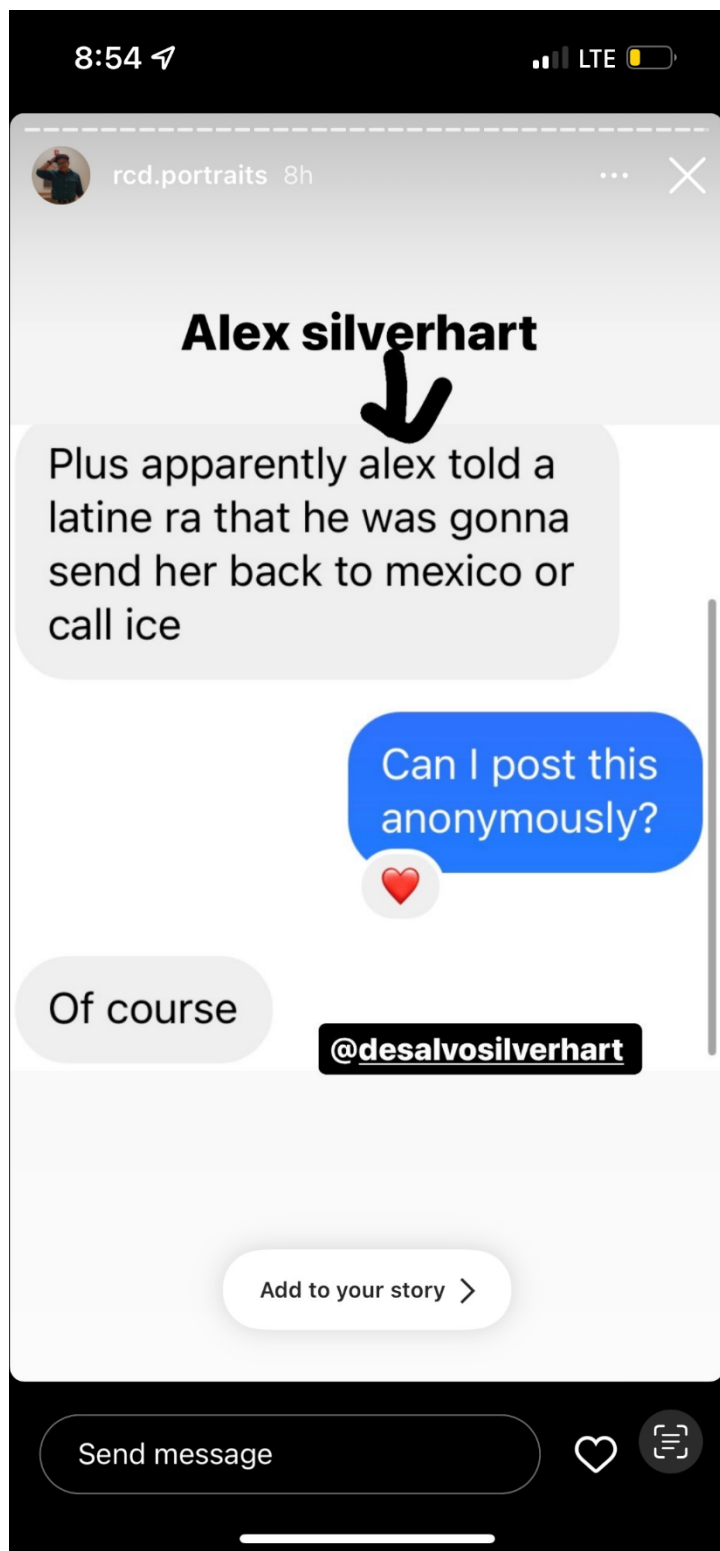 8:54
LTE
rcd.portraits 8h
Alex silverhart
Plus apparently alex told a
latine ra that he was gonna
send her back to mexico or
call ice
Can I post this
anonymously?
Of course
@desalvosilverhart
Add to your story
Send message